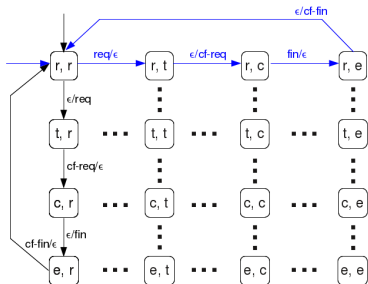 ϵ/cf-fin
r, r req/ϵ r, t ϵ/cf-req r, c fin/ϵ r, e
ϵ/req
t, r t, t t, c t, e
cf-req/ϵ
c, r c, t c, c c, e
ϵ/fin
cf-fin/ϵ
e, r e, t e, c e, e